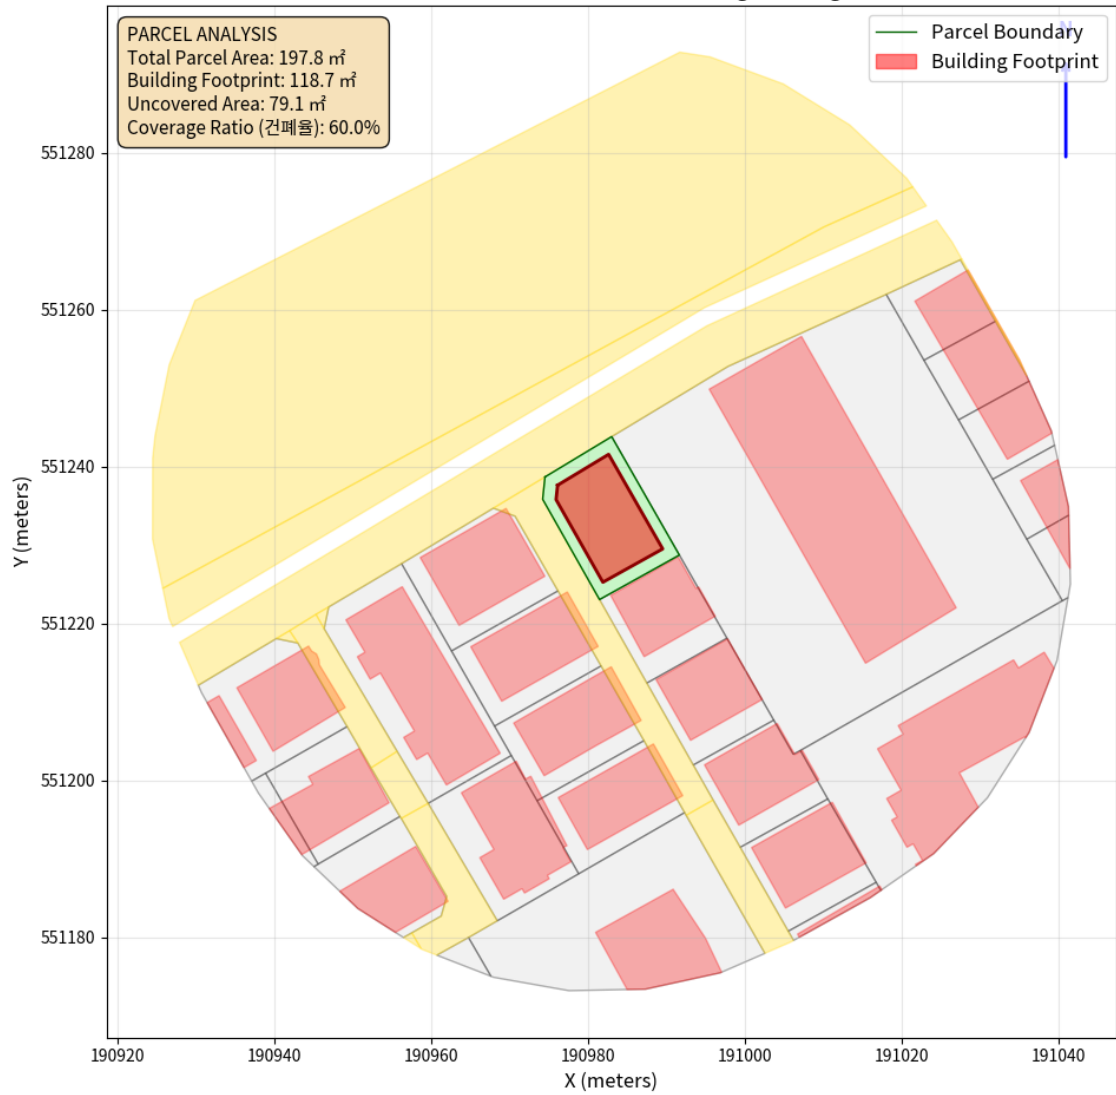 PARCEL ANALYSIS
Total Parcel Area: 197.8 ㎡
Building Footprint: 118.7 ㎡
Uncovered Area: 79.1 ㎡
Coverage Ratio (건폐율): 60.0%
Parcel Boundary
Building Footprint
N
551280
551260
551240
551220
551200
551180
Y (meters)
190920
190940
190960
190980
191000
191020
191040
X (meters)